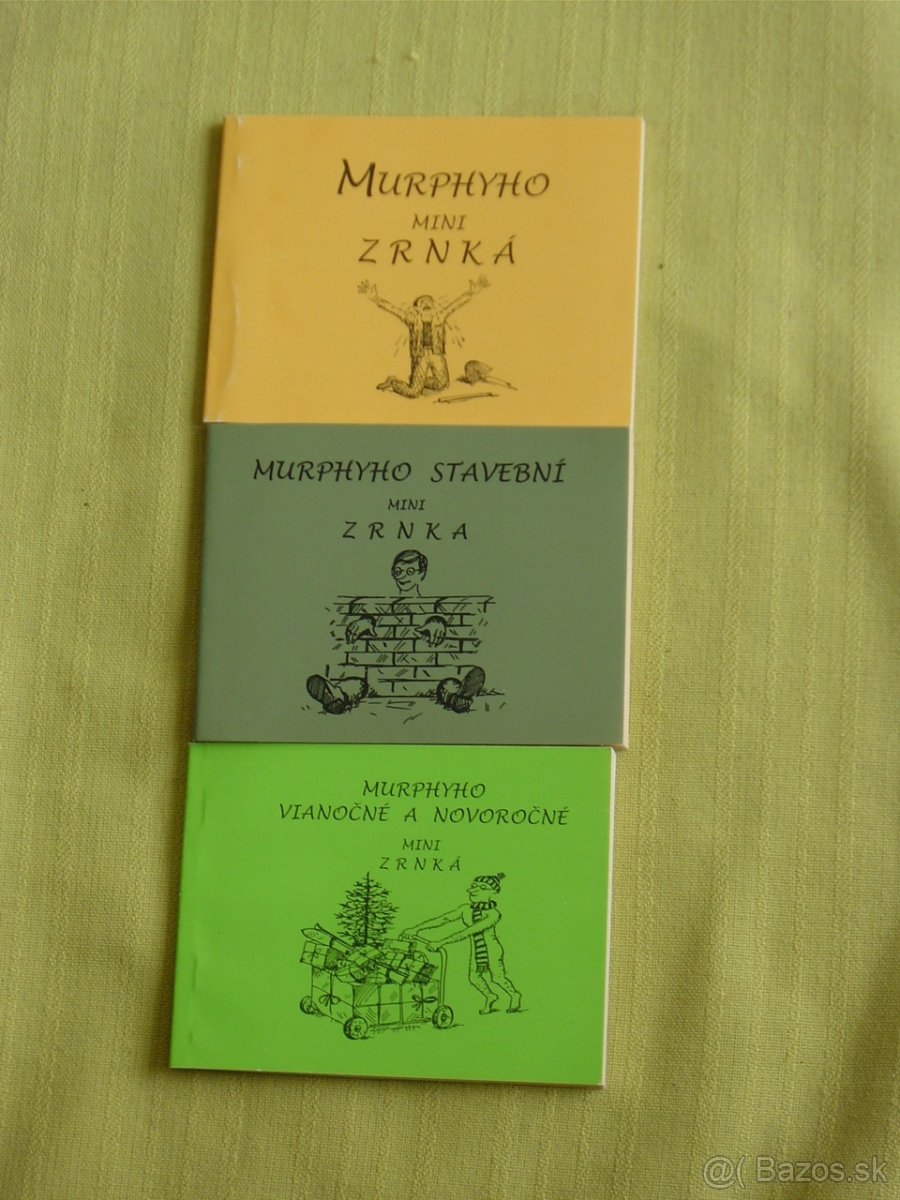 MURPHYHO
MINI
ZRNKÁ
MURPHYHO STAVEBNÍ
MINI
ZRNKA
MURPHYHO
VIANOČNÉ A NOVOROČNÉ
MINI
ZRNKÁ
@( Bazos.sk